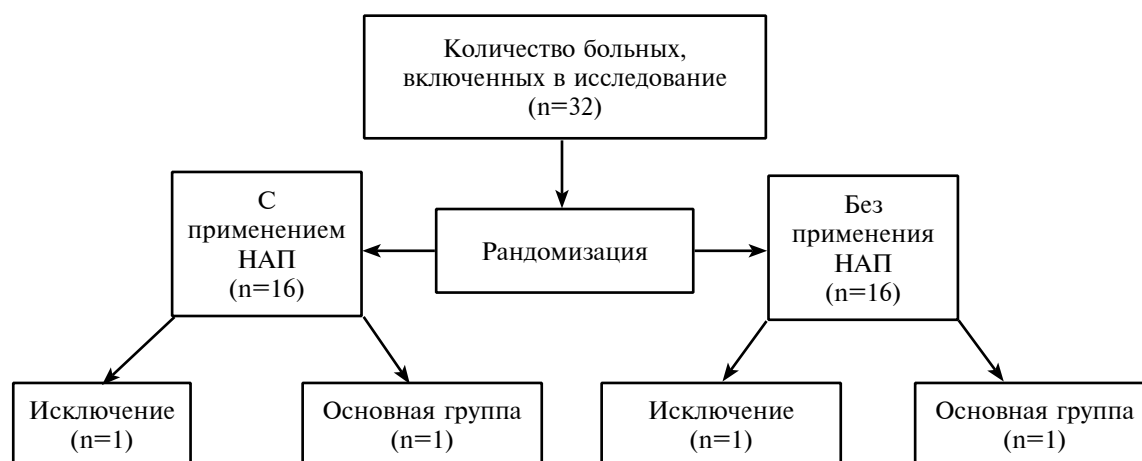 Количество больных,
включенных в исследование
(n=32)
С
применением
НАП
(n=16)
Рандомизация
Без
применения
НАП
(n=16)
Исключение
(n=1)
Основная группа
(n=1)
Исключение
(n=1)
Основная группа
(n=1)